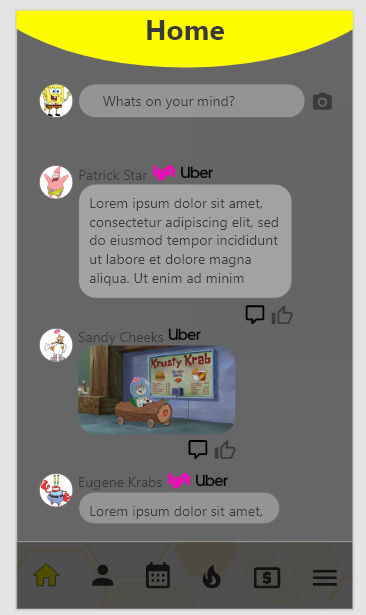 Home
Whats on your mind?
Patrick Star lyft Uber
Lorem ipsum dolor sit amet,
consectetur adipiscing elit, sed
do eiusmod tempor incididunt
ut labore et dolore magna
aliqua. Ut enim ad minim
Sandy Cheeks Uber
Krusty Krab
Eugene Krabs lyft Uber
Lorem ipsum dolor sit amet,
$